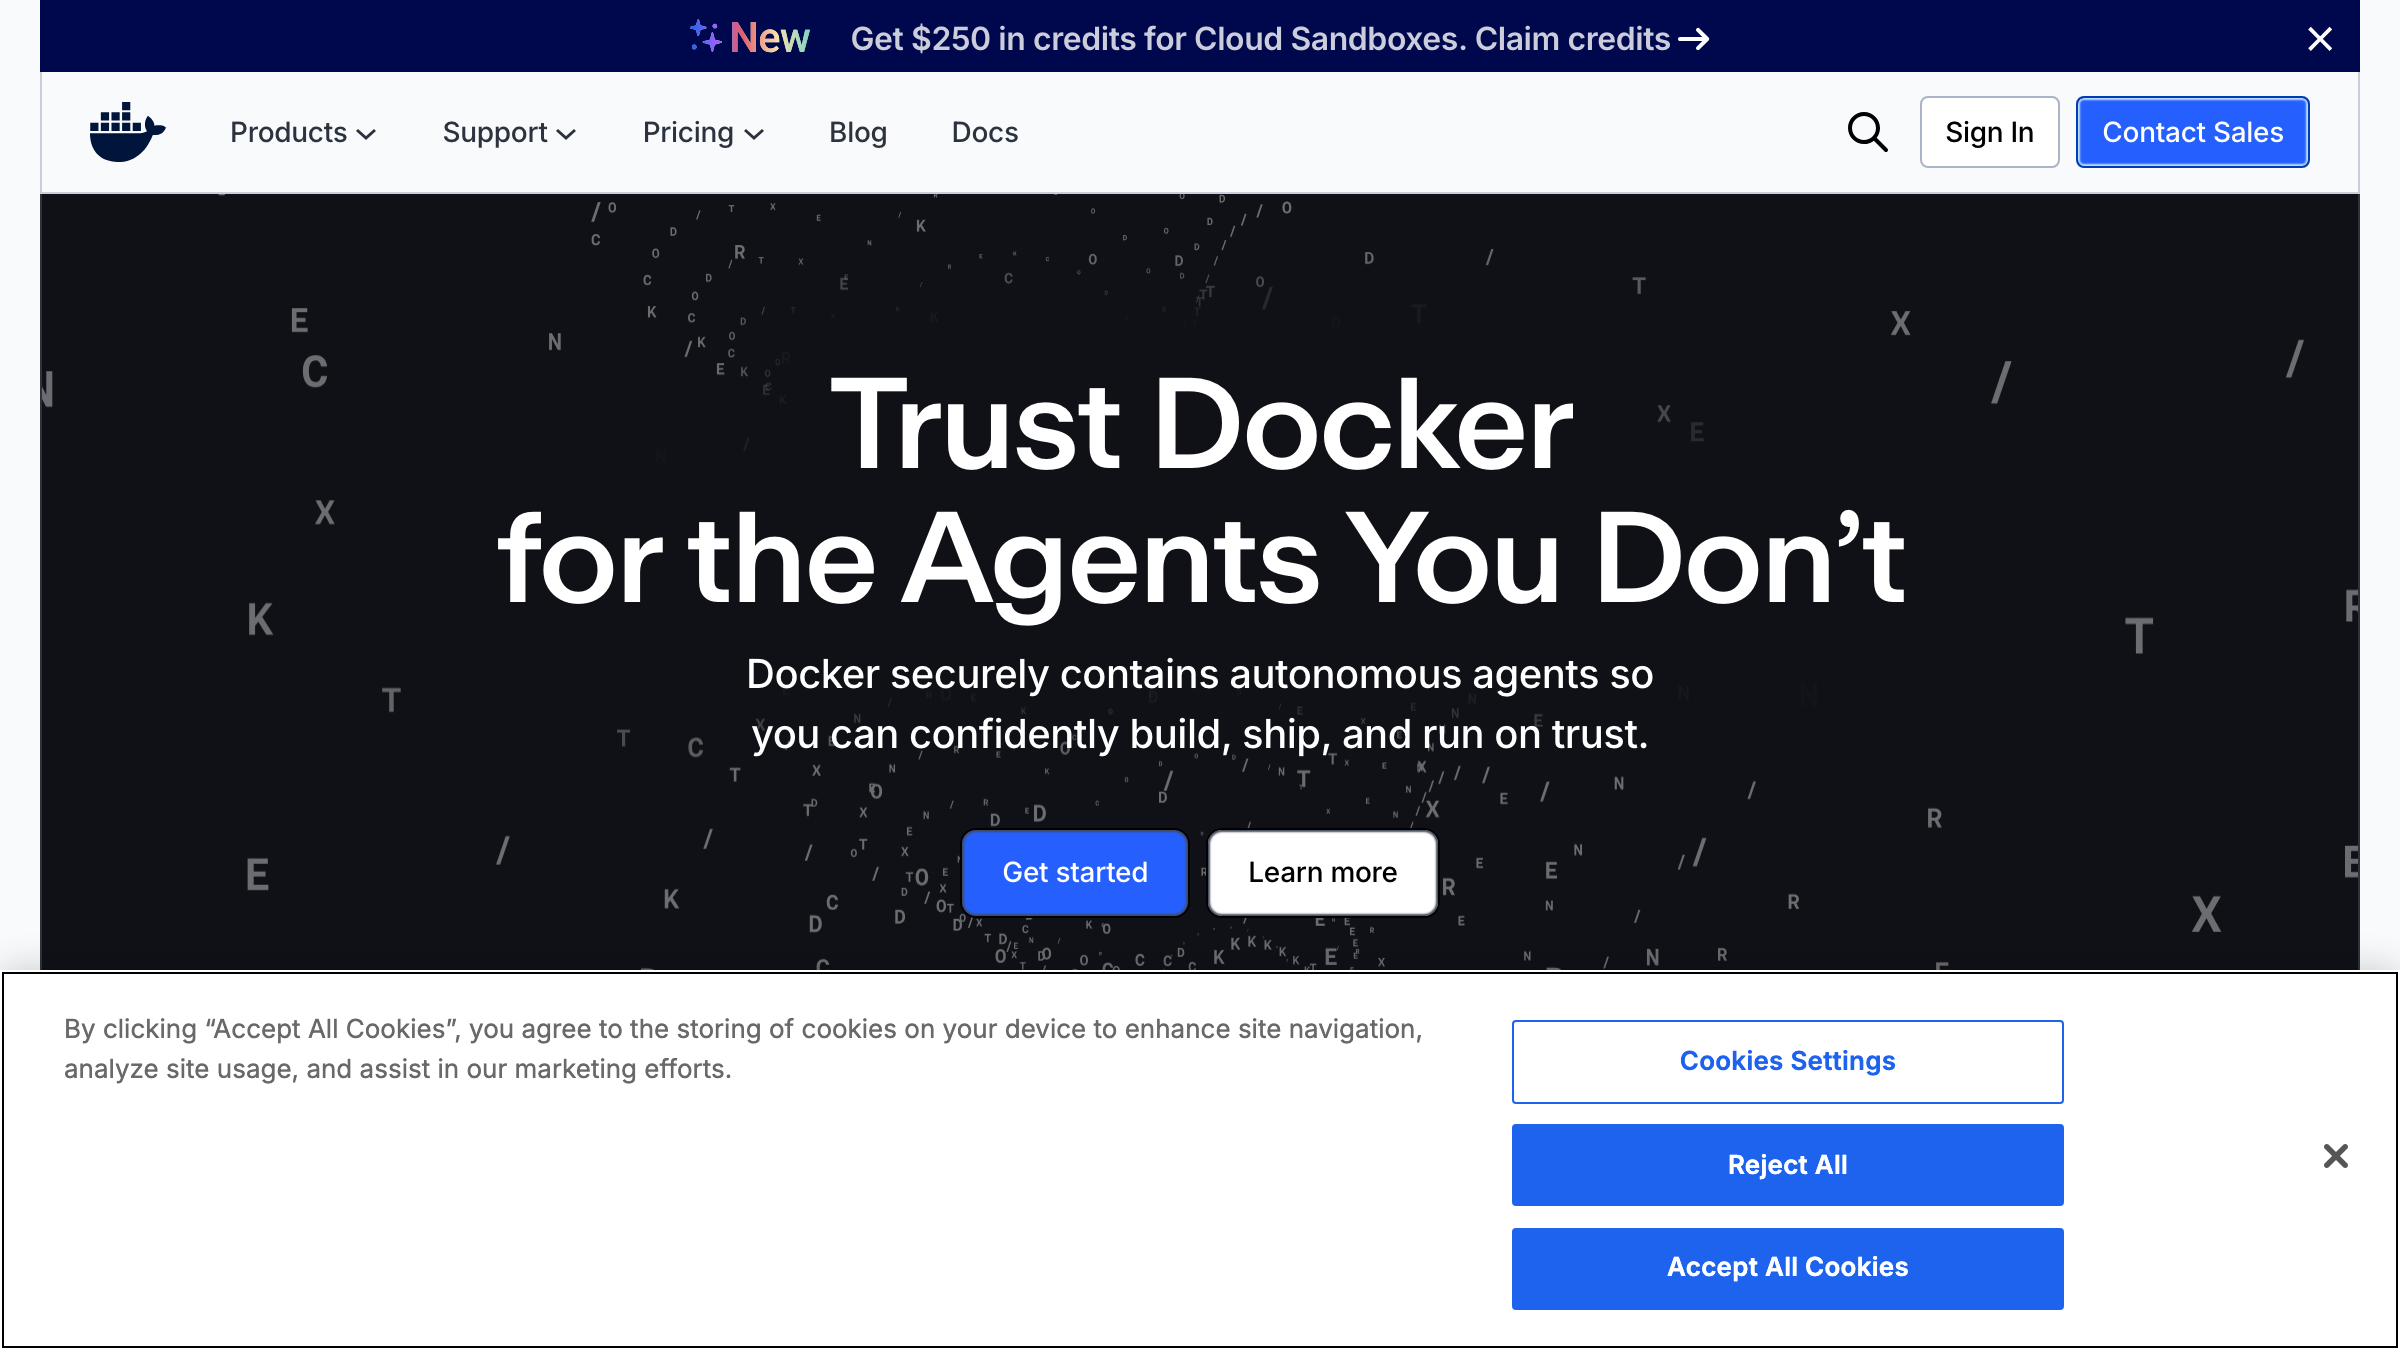 New Get $250 in credits for Cloud Sandboxes. Claim credits →
Products Support Pricing Blog Docs Sign In Contact Sales
Trust Docker
for the Agents You Don’t
Docker securely contains autonomous agents so
you can confidently build, ship, and run on trust.
Get started Learn more
By clicking “Accept All Cookies”, you agree to the storing of cookies on your device to enhance site navigation,
analyze site usage, and assist in our marketing efforts.
Cookies Settings
Reject All
Accept All Cookies